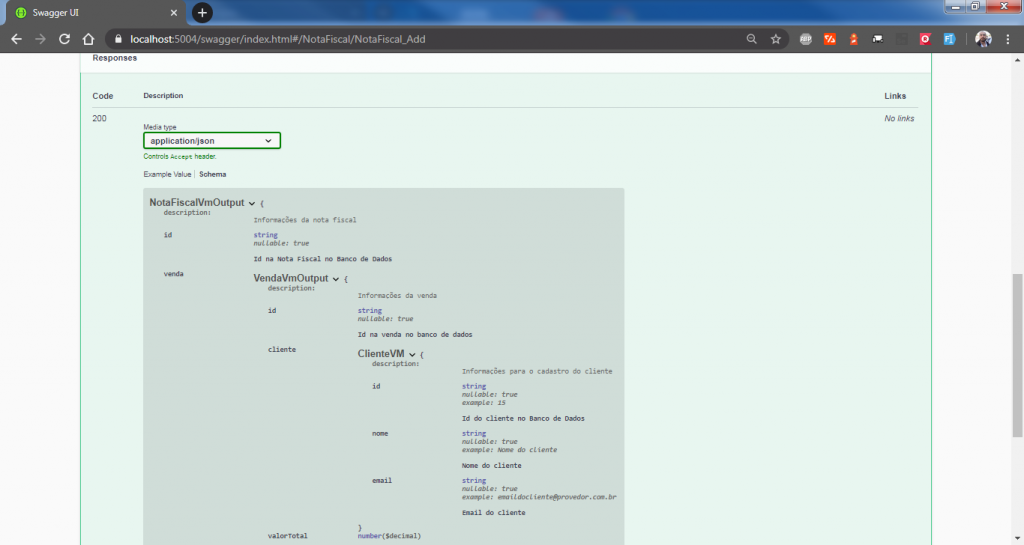 Swagger UI
localhost:5004/swagger/index.html#/NotaFiscal/NotaFiscal_Add
Responses
Code Description Links
200 No links
Media type
application/json
Controls Accept header.
Example Value Schema
NotaFiscalVmOutput {
description:
Informações da nota fiscal
id string
nullable: true
Id na Nota Fiscal no Banco de Dados
venda VendaVmOutput {
description:
Informações da venda
id string
nullable: true
Id na venda no banco de dados
cliente ClienteVM {
description:
Informações para o cadastro do cliente
id string
nullable: true
example: 15
Id do cliente no Banco de Dados
nome string
nullable: true
example: Nome do cliente
Nome do cliente
email string
nullable: true
example: emaildocliente@provedor.com.br
Email do cliente
}
valorTotal number($decimal)